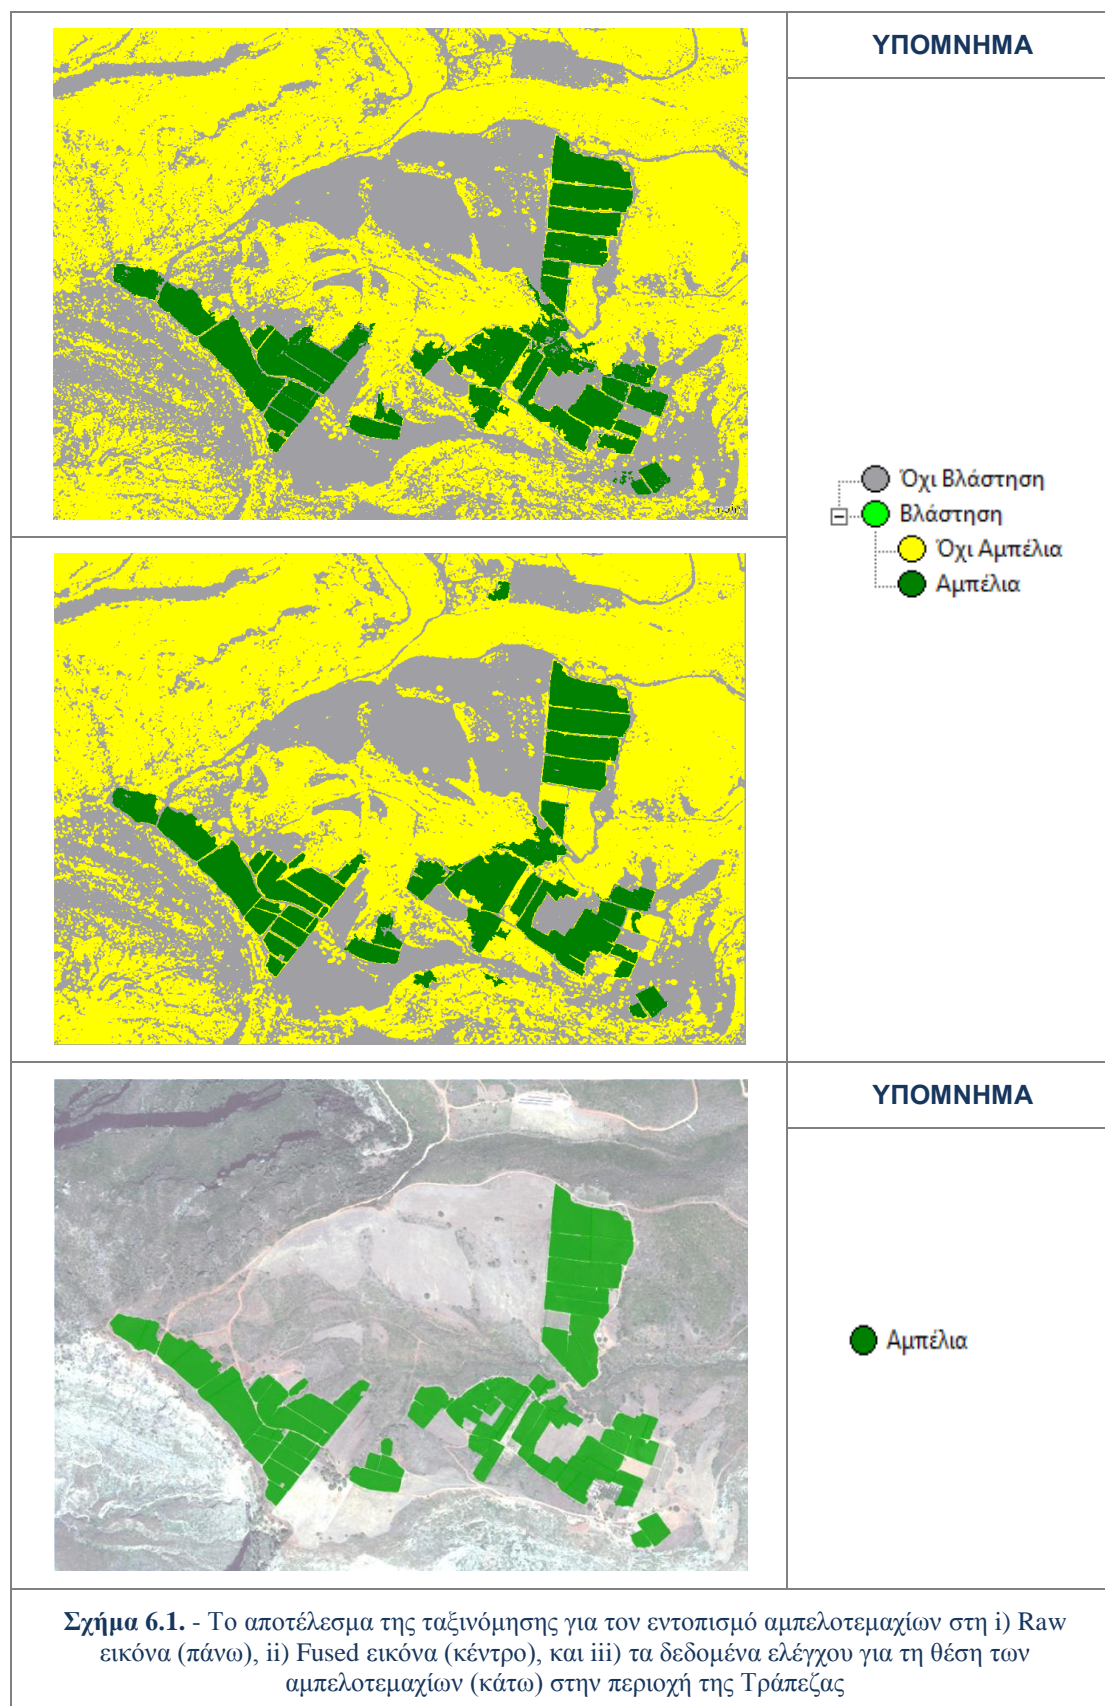 ΥΠΟΜΝΗΜΑ
Όχι Βλάστηση
Βλάστηση
Όχι Αμπέλια
Αμπέλια
ΥΠΟΜΝΗΜΑ
Αμπέλια
Σχήμα 6.1. - Το αποτέλεσμα της ταξινόμησης για τον εντοπισμό αμπελοτεμαχίων στη i) Raw
εικόνα (πάνω), ii) Fused εικόνα (κέντρο), και iii) τα δεδομένα ελέγχου για τη θέση των
αμπελοτεμαχίων (κάτω) στην περιοχή της Τράπεζας